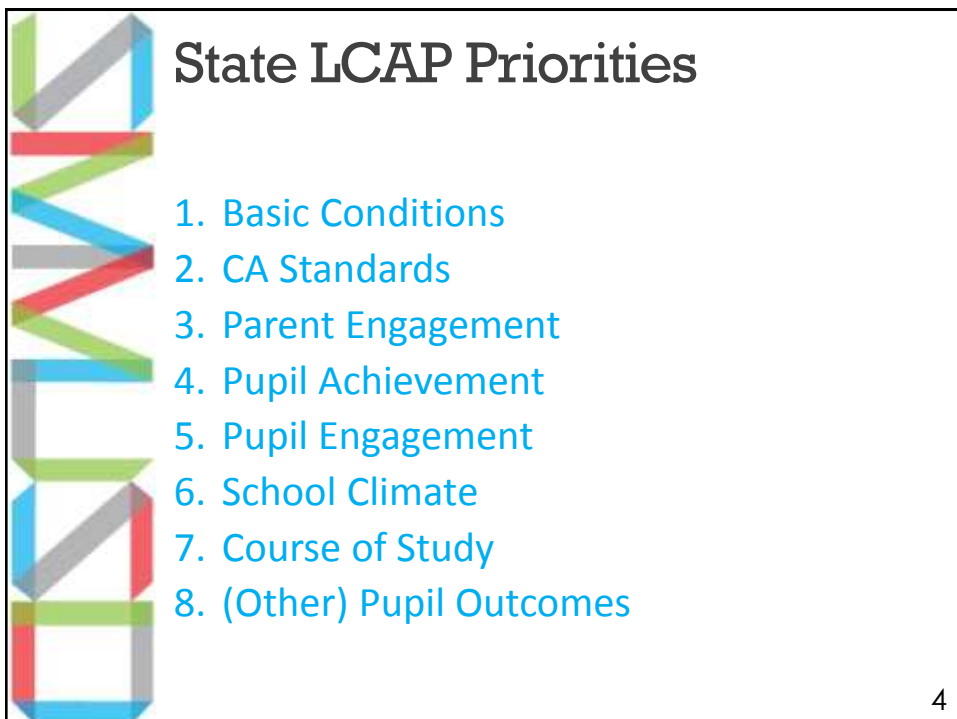 State LCAP Priorities
1. Basic Conditions
2. CA Standards
3. Parent Engagement
4. Pupil Achievement
5. Pupil Engagement
6. School Climate
7. Course of Study
8. (Other) Pupil Outcomes
4